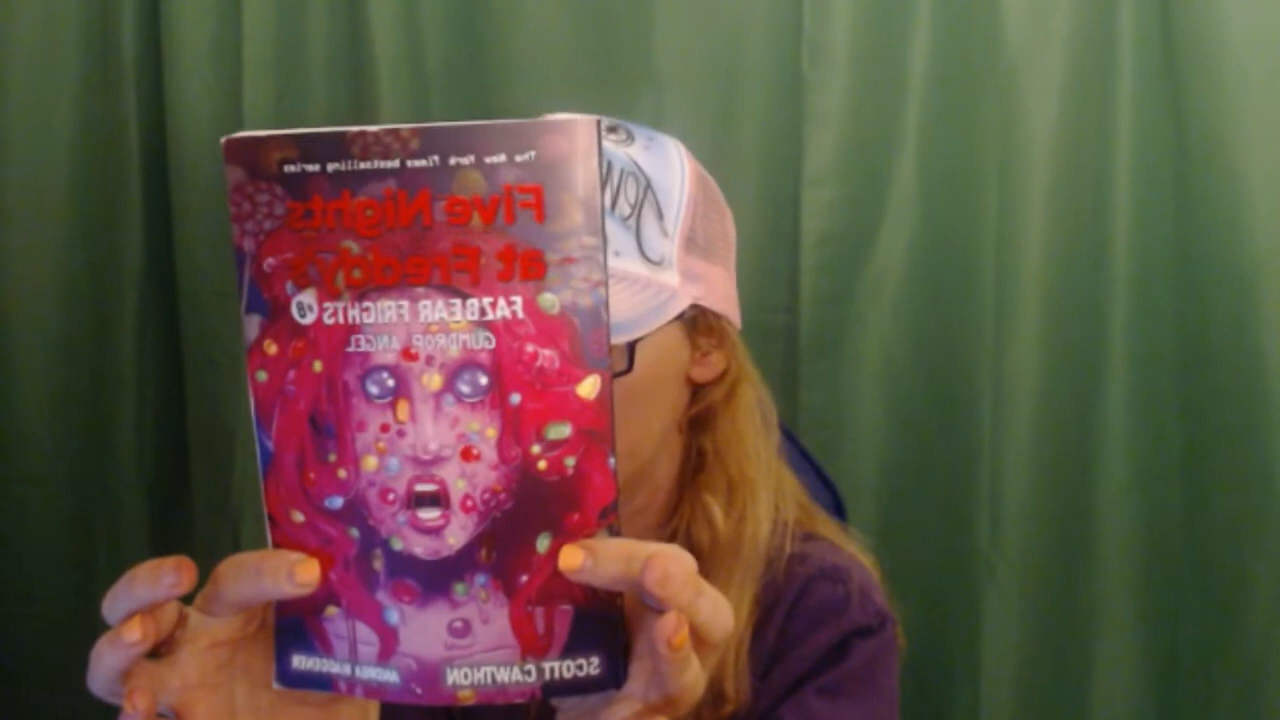 The New York Times bestselling series
Five Nights
at Freddy's
FAZBEAR FRIGHTS #8
GUMDROP ANGEL
SCOTT CAWTHON
ANDREA WAGGENER